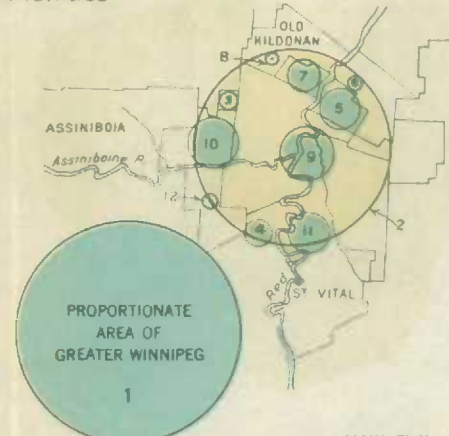 OLD
KILDONAN
8
7
6
3
5
ASSINIBOIA
10
Assiniboine R.
9
12
2
4
11
Red
ST VITAL
PROPORTIONATE
AREA OF
GREATER WINNIPEG
1